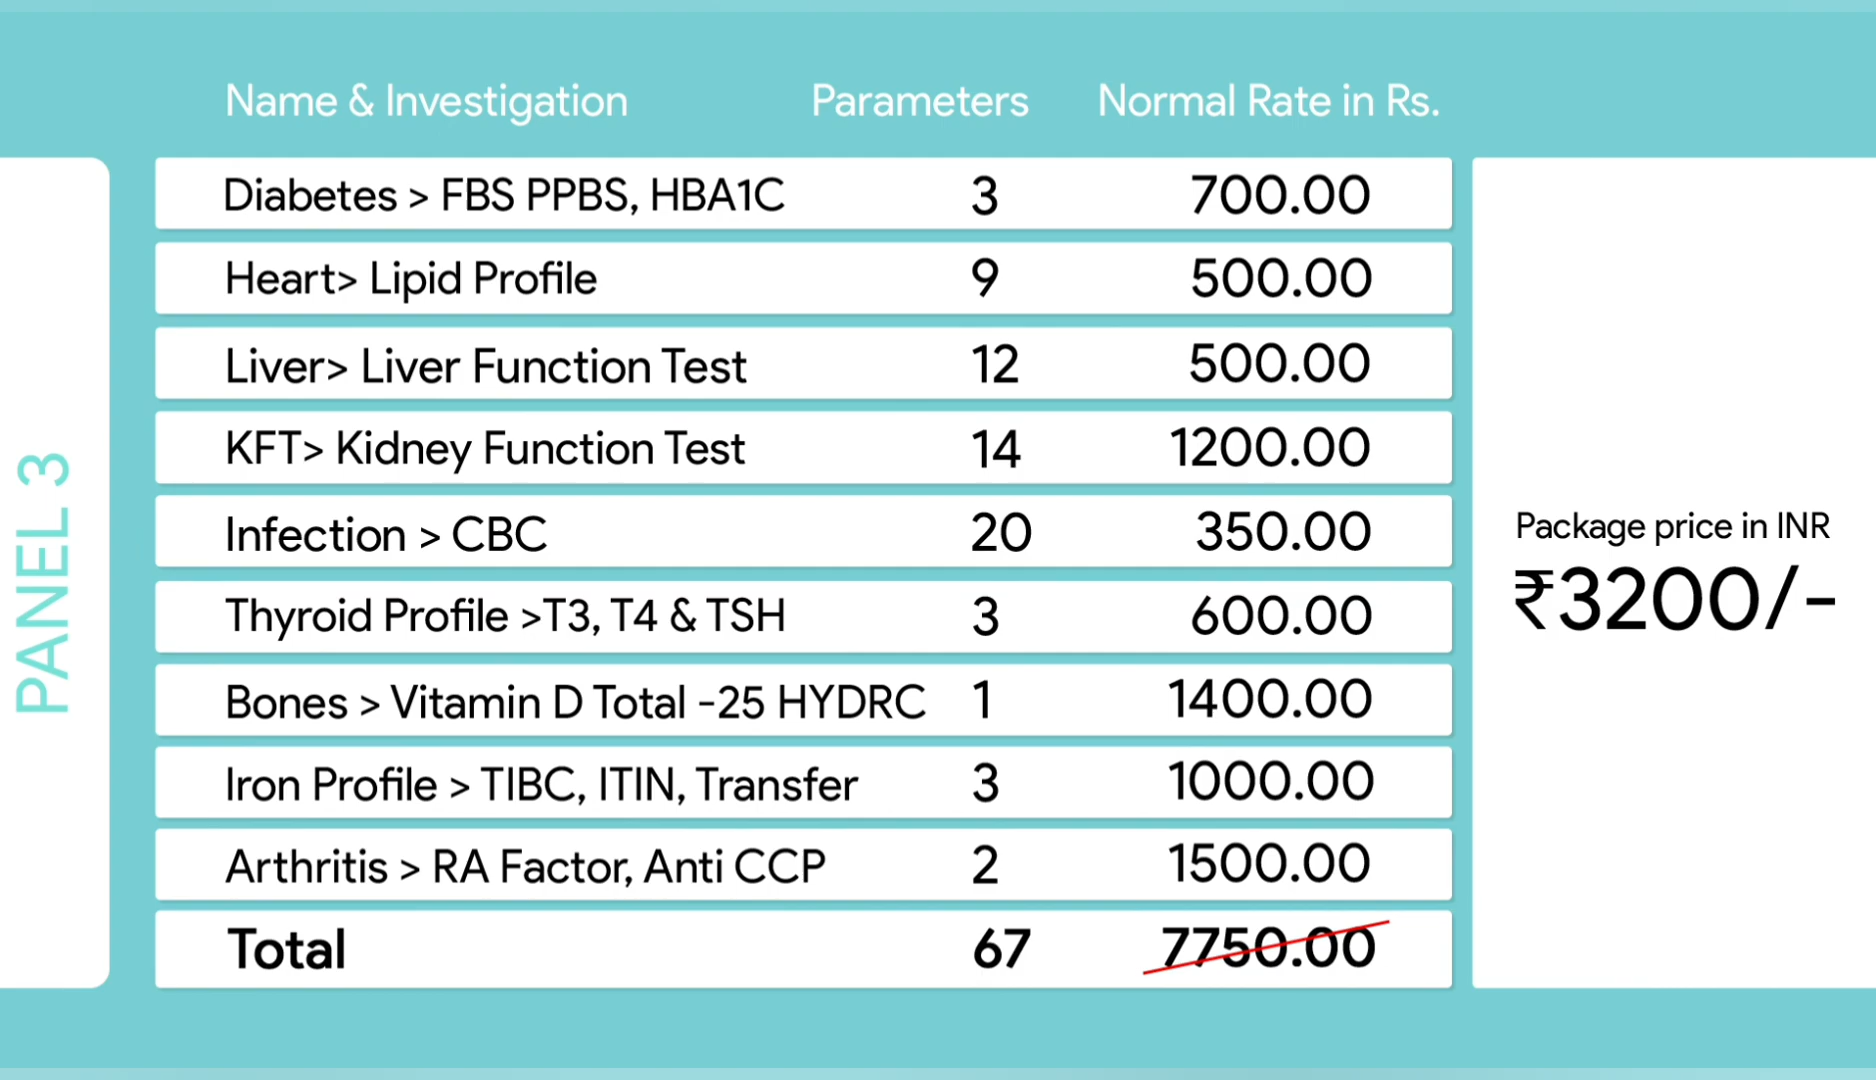 Name & Investigation Parameters Normal Rate in Rs.
PANEL 3
Diabetes > FBS PPBS, HBA1C 3 700.00
Heart> Lipid Profile 9 500.00
Liver> Liver Function Test 12 500.00
KFT> Kidney Function Test 14 1200.00
Infection > CBC 20 350.00
Thyroid Profile >T3, T4 & TSH 3 600.00
Bones > Vitamin D Total -25 HYDRC 1 1400.00
Iron Profile > TIBC, ITIN, Transfer 3 1000.00
Arthritis > RA Factor, Anti CCP 2 1500.00
Total 67 7750.00
Package price in INR
₹3200/-